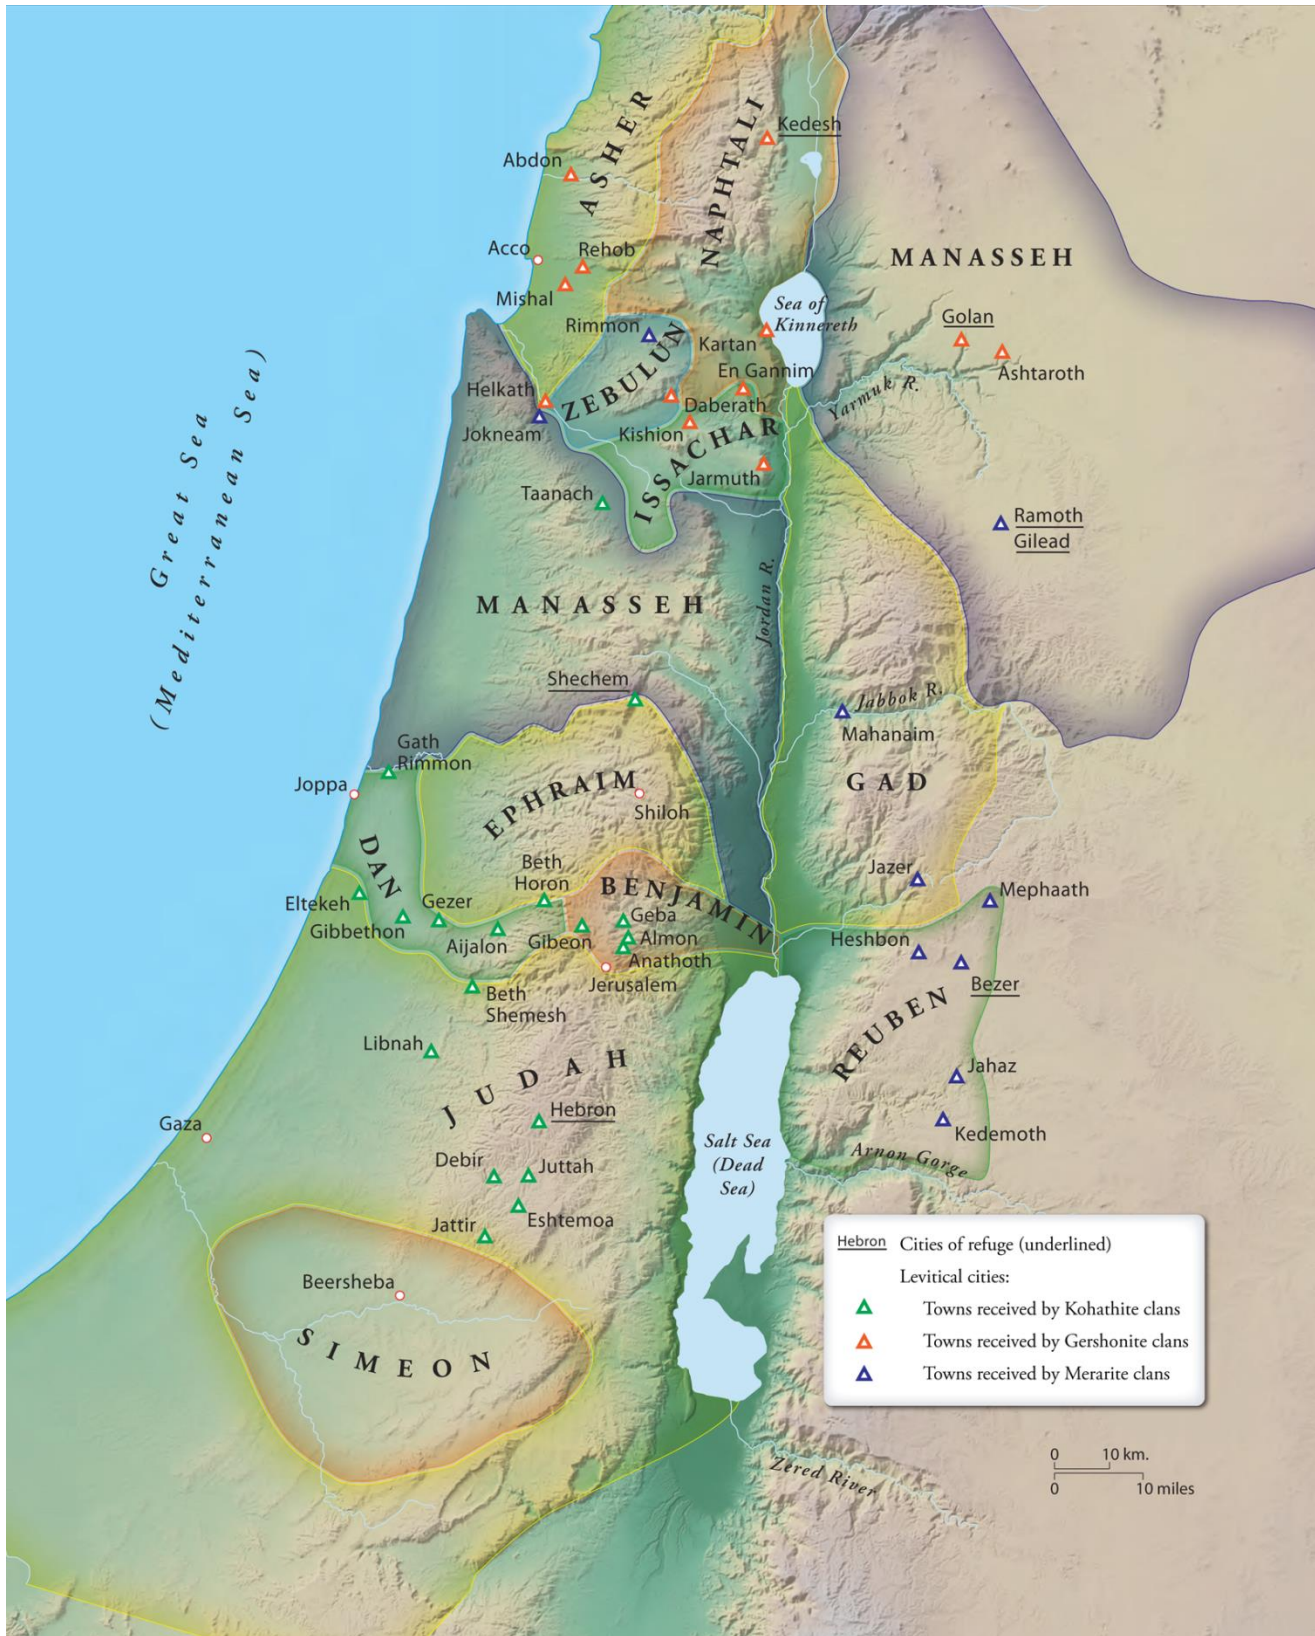 ASHER
NAPHTALI
Kedesh
Abdon
Acco
Rehob
Mishal
MANASSEH
Sea of
Kinnereth
Golan
Rimmon
Kartan
Ashtaroth
ZEBULUN
En Gannim
Helkath
Daberath
Yarmuk R.
Jokneam
Kishion
ISSACHAR
Jarmuth
Taanach
Great Sea
(Mediterranean Sea)
Ramoth
Gilead
MANASSEH
Jordan R.
Shechem
Jabbok R.
Mahanaim
Gath
Rimmon
Joppa
EPHRAIM
Shiloh
GAD
DAN
Beth
Horon
BENJAMIN
Jazer
Mephaath
Eltekeh
Gezer
Gibbethon
Aijalon
Gibeon
Geba
Almon
Anathoth
Heshbon
Jerusalem
Bezer
Beth
Shemesh
REUBEN
Libnah
JUDAH
Jahaz
Hebron
Gaza
Kedemoth
Salt Sea
(Dead
Sea)
Arnon Gorge
Debir
Juttah
Eshtemoa
Jattir
Beersheba
SIMEON
Hebron Cities of refuge (underlined)
Levitical cities:
Towns received by Kohathite clans
Towns received by Gershonite clans
Towns received by Merarite clans
Zered River
0 10 km.
0 10 miles